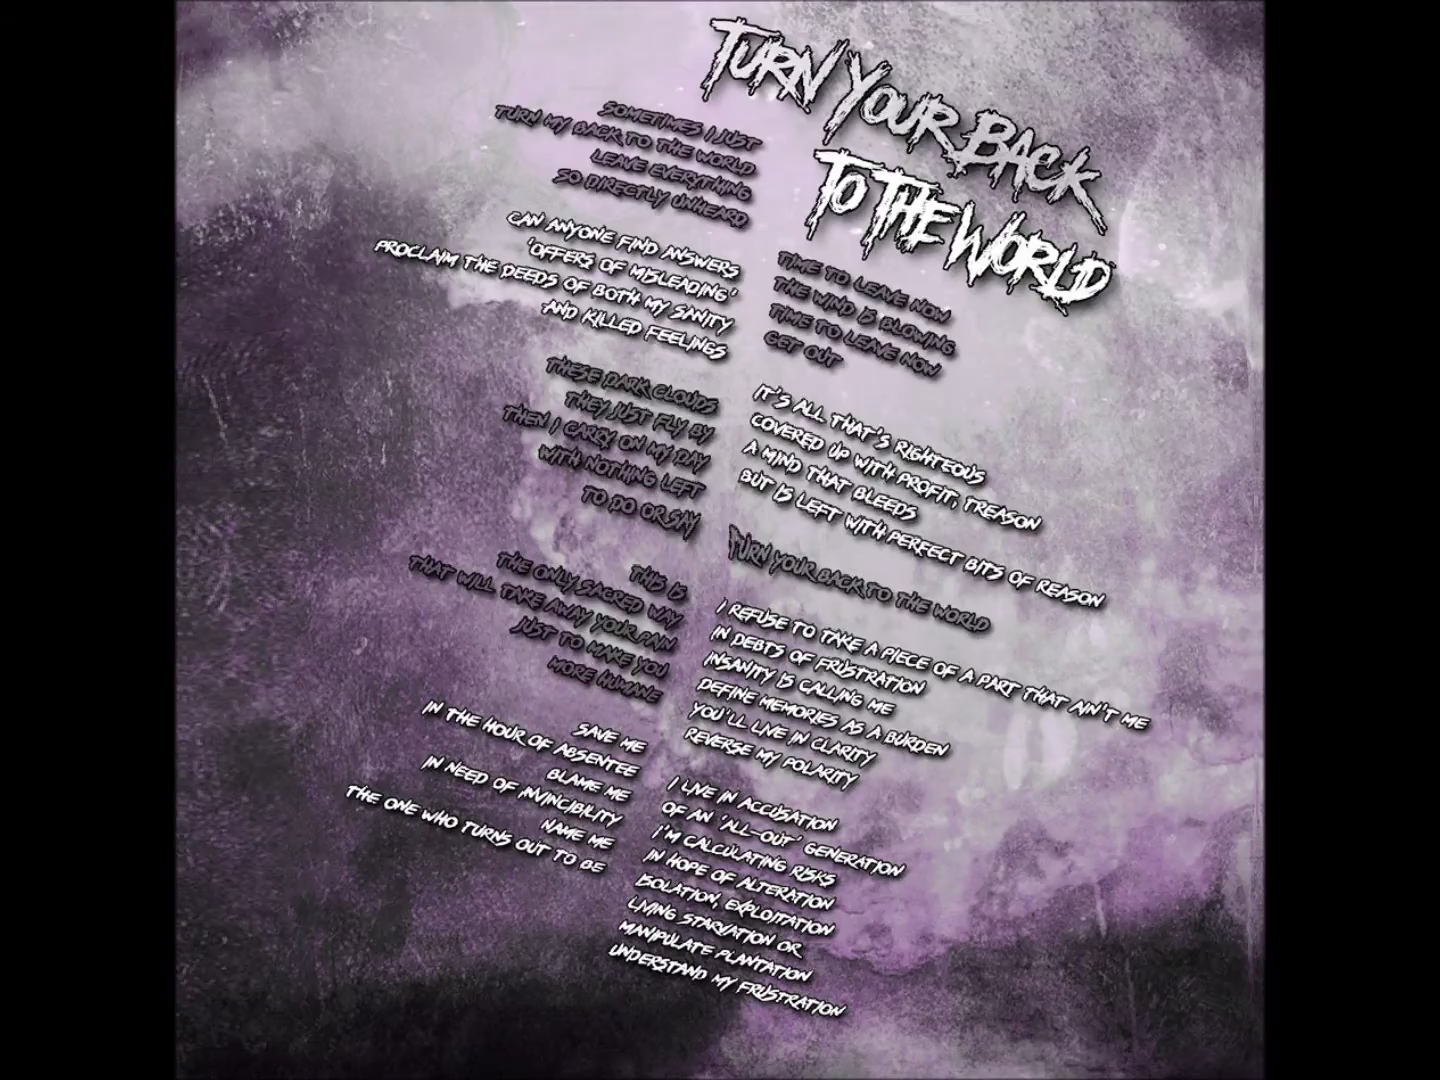 TURN YOUR BACK
TO THE WORLD
SOMETIMES I JUST
TURN MY BACK TO THE WORLD
LEAVE EVERYTHING
SO DIRECTLY UNHEARD
CAN ANYONE FIND ANSWERS
'OFFERS OF MISLEADING'
PROCLAIM THE DEEDS OF BOTH MY SANITY
AND KILLED FEELINGS
THESE DARK CLOUDS
THEY JUST FLY BY
THEN I CARRY ON MY DAY
WITH NOTHING LEFT
TO DO OR SAY
THIS IS
THE ONLY SACRED WAY
THAT WILL TAKE AWAY YOUR PAIN
JUST TO MAKE YOU
MORE HUMANE
SAVE ME
IN THE HOUR OF ABSENTEE
BLAME ME
IN NEED OF INVINCIBILITY
NAME ME
THE ONE WHO TURNS OUT TO BE
TIME TO LEAVE NOW
THE WIND IS BLOWING
TIME TO LEAVE NOW
GET OUT
IT'S ALL THAT'S RIGHTEOUS
COVERED UP WITH PROFIT, TREASON
A MIND THAT BLEEDS
BUT IS LEFT WITH PERFECT BITS OF REASON
TURN YOUR BACK TO THE WORLD
I REFUSE TO TAKE A PIECE OF A PART THAT AIN'T ME
IN DEBTS OF FRUSTRATION
INSANITY IS CALLING ME
DEFINE MEMORIES AS A BURDEN
YOU'LL LIVE IN CLARITY
REVERSE MY POLARITY
I LIVE IN ACCUSATION
OF AN 'ALL-OUT' GENERATION
I'M CALCULATING RISKS
IN HOPE OF ALTERATION
ISOLATION, EXPLOITATION
LIVING STARVATION OR
MANIPULATE PLANTATION
UNDERSTAND MY FRUSTRATION